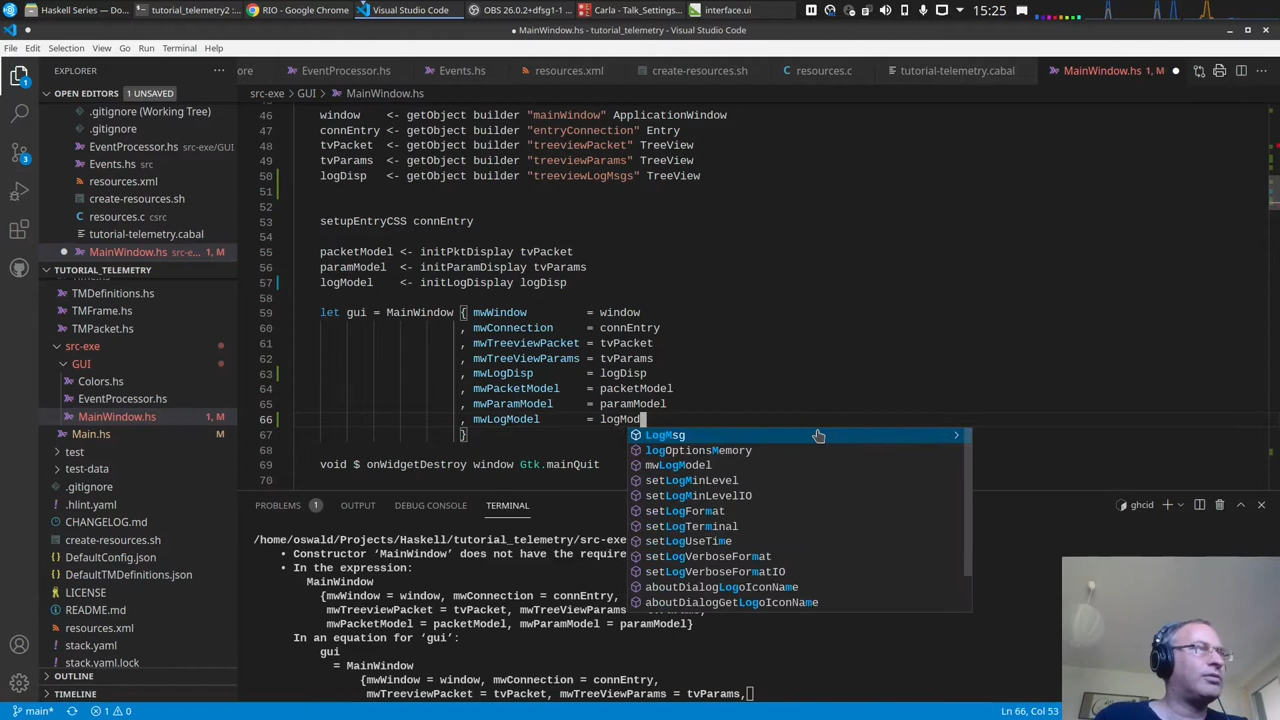 Haskell Series ...
tutorial_telemetry2 : ...
RIO - Google Chrome
Visual Studio Code
OBS 26.0.2+dfsg1-1 ...
Carla - Talk_Settings...
interface.ui
15:25
● MainWindow.hs - tutorial_telemetry - Visual Studio Code
File Edit Selection View Go Run Terminal Help
EXPLORER
ore
EventProcessor.hs
Events.hs
resources.xml
create-resources.sh
resources.c
tutorial-telemetry.cabal
MainWindow.hs 1, M
OPEN EDITORS 1 UNSAVED
.gitignore (Working Tree)
.gitignore
EventProcessor.hs src-exe/GUI
Events.hs src
resources.xml
create-resources.sh
resources.c csrc
tutorial-telemetry.cabal
MainWindow.hs src-e... 1, M
TUTORIAL_TELEMETRY
TMDefinitions.hs
TMFrame.hs
TMPacket.hs
src-exe
GUI
Colors.hs
EventProcessor.hs
MainWindow.hs 1, M
Main.hs
test
test-data
.gitignore
.hlint.yaml
CHANGELOG.md
create-resources.sh
DefaultConfig.json
DefaultTMDefinitions.json
LICENSE
README.md
resources.xml
stack.yaml
stack.yaml.lock
OUTLINE
TIMELINE
src-exe > GUI > MainWindow.hs
46 window <- getObject builder "mainWindow" ApplicationWindow
47 connEntry <- getObject builder "entryConnection" Entry
48 tvPacket <- getObject builder "treeviewPacket" TreeView
49 tvParams <- getObject builder "treeviewParams" TreeView
50 logDisp <- getObject builder "treeviewLogMsgs" TreeView
51
53 setupEntryCSS connEntry
54
55 packetModel <- initPktDisplay tvPacket
56 paramModel <- initParamDisplay tvParams
57 logModel <- initLogDisplay logDisp
58
59 let gui = MainWindow { mwWindow = window
60 , mwConnection = connEntry
61 , mwTreeViewPacket = tvPacket
62 , mwTreeViewParams = tvParams
63 , mwLogDisp = logDisp
64 , mwPacketModel = packetModel
65 , mwParamModel = paramModel
66 , mwLogModel = logMod
67 }
68
69 void $ onWidgetDestroy window Gtk.mainQuit
70
LogMsg
logOptionsMemory
mwLogModel
setLogMinLevel
setLogMinLevelIO
setLogFormat
setLogTerminal
setLogUseTime
setLogVerboseFormat
setLogVerboseFormatIO
aboutDialogLogoIconName
aboutDialogGetLogoIconName
PROBLEMS 1 OUTPUT DEBUG CONSOLE TERMINAL
ghcid
/home/oswald/Projects/Haskell/tutorial_telemetry/src-exe
• Constructor ‘MainWindow’ does not have the require
• In the expression:
MainWindow
{mwWindow = window, mwConnection = connEntry,
mwTreeviewPacket = tvPacket, mwTreeviewParams = tvParams,
mwPacketModel = packetModel, mwParamModel = paramModel}
In an equation for ‘gui’:
gui
= MainWindow
{mwWindow = window, mwConnection = connEntry,
mwTreeviewPacket = tvPacket, mwTreeviewParams = tvParams,
main*
1 0
Ln 66, Col 53